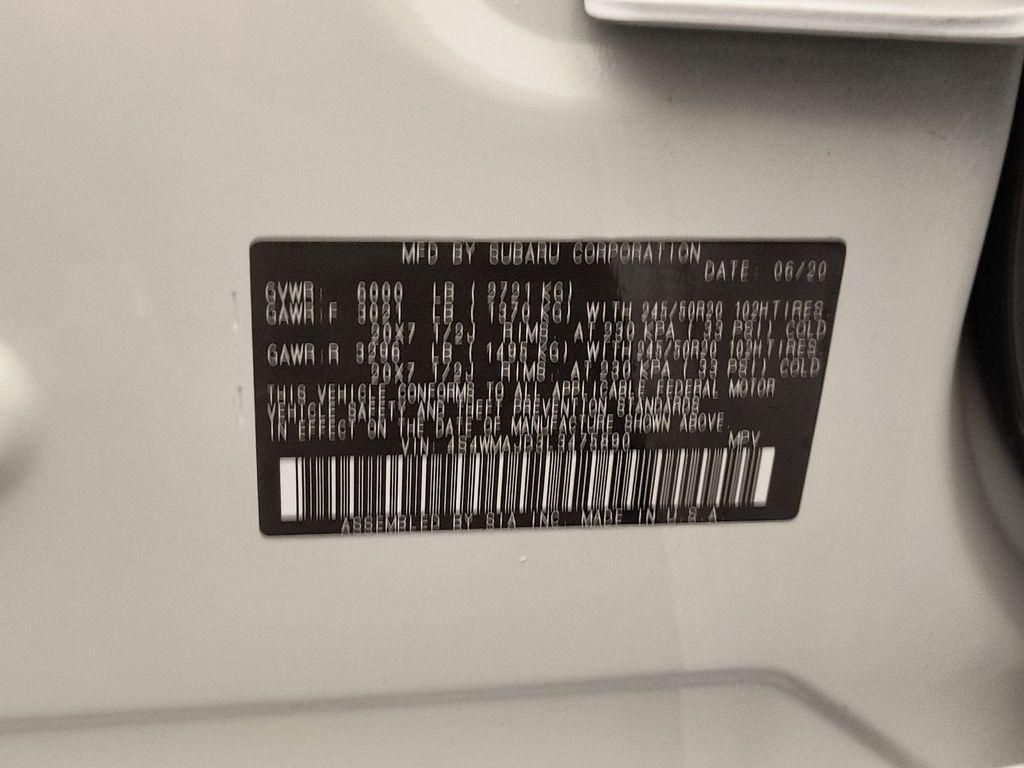 MFD BY SUBARU CORPORATION
DATE: 06/20
GVWR: 6000 LB ( 2721 KG)
GAWR:F 3021 LB ( 1370 KG) WITH 245/50R20 102HTIRES.
20X7 1/2J RIMS. AT 230 KPA ( 33 PSI) COLD
GAWR:R 3296 LB ( 1495 KG) WITH 245/50R20 102HTIRES.
20X7 1/2J RIMS. AT 230 KPA ( 33 PSI) COLD
THIS VEHICLE CONFORMS TO ALL APPLICABLE FEDERAL MOTOR
VEHICLE SAFETY AND THEFT PREVENTION STANDARDS
IN EFFECT ON THE DATE OF MANUFACTURE SHOWN ABOVE.
VIN MPV
ASSEMBLED BY SIA INC. MADE IN U.S.A